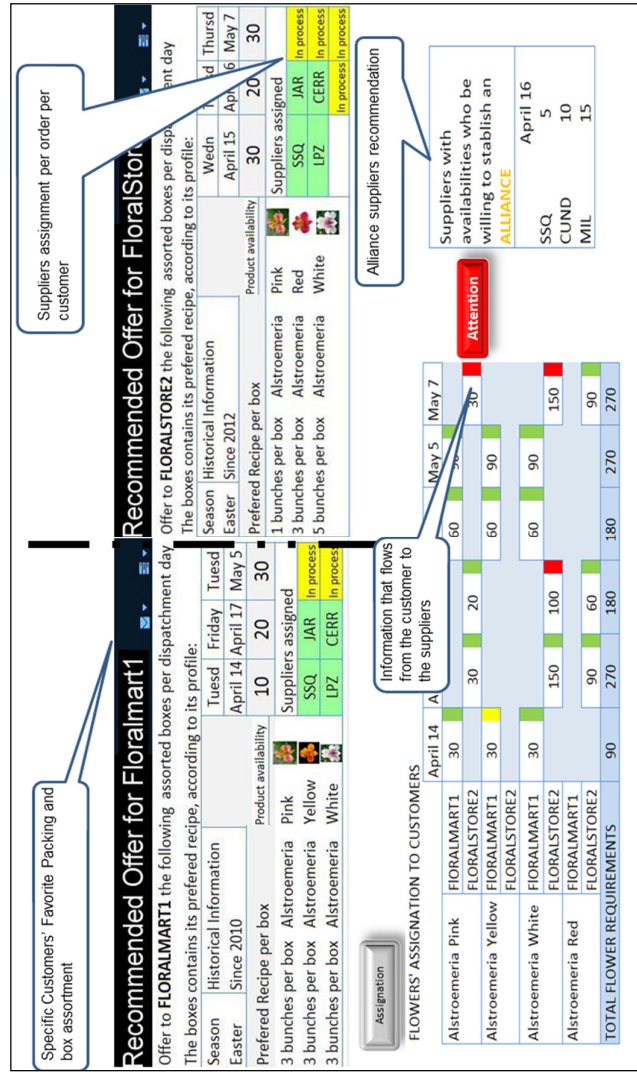 Specific Customers' Favorite Packing and
box assortment
Recommended Offer for Floralmart1
Offer to FLORALMART1 the following assorted boxes per dispatchment day
The boxes contains its prefered recipe, according to its profile:
Season Historical Information Tuesd Friday Tuesd
Easter Since 2010 April 14 April 17 May 5
Prefered Recipe per box 10 20 30
Product availability
3 bunches per box Alstroemeria Pink Suppliers assigned
3 bunches per box Alstroemeria Yellow SSQ JAR In process
3 bunches per box Alstroemeria White LPZ CERR In process
Suppliers assignment per order per
customer
Recommended Offer for FloralStor
Offer to FLORALSTORE2 the following assorted boxes per dispatchment day
The boxes contains its prefered recipe, according to its profile:
Season Historical Information Wedn d Thursd
Easter Since 2012 April 15 Ap 6 May 7
Prefered Recipe per box 30 20 30
Product availability
1 bunches per box Alstroemeria Pink Suppliers assigned
3 bunches per box Alstroemeria Red SSQ JAR In process
5 bunches per box Alstroemeria White LPZ CERR In process
In process In process
Assignation
FLOWERS' ASSIGNATION TO CUSTOMERS
Information that flows
from the customer to
the suppliers
April 14 A May 5 May 7
Alstroemeria Pink FlORALMART1 30 60 90
FLORALSTORE2 30 20 30
Alstroemeria Yellow FlORALMART1 30 60 90
FLORALSTORE2
Alstroemeria White FlORALMART1 30 60 90
FLORALSTORE2 150 100 150
Alstroemeria Red FlORALMART1
FLORALSTORE2 90 60 90
TOTAL FLOWER REQUIREMENTS 90 270 180 180 270 270
Attention
Alliance suppliers recommendation
Suppliers with
availabilities who be
willing to stablish an
ALLIANCE
April 16
SSQ 5
CUND 10
MIL 15